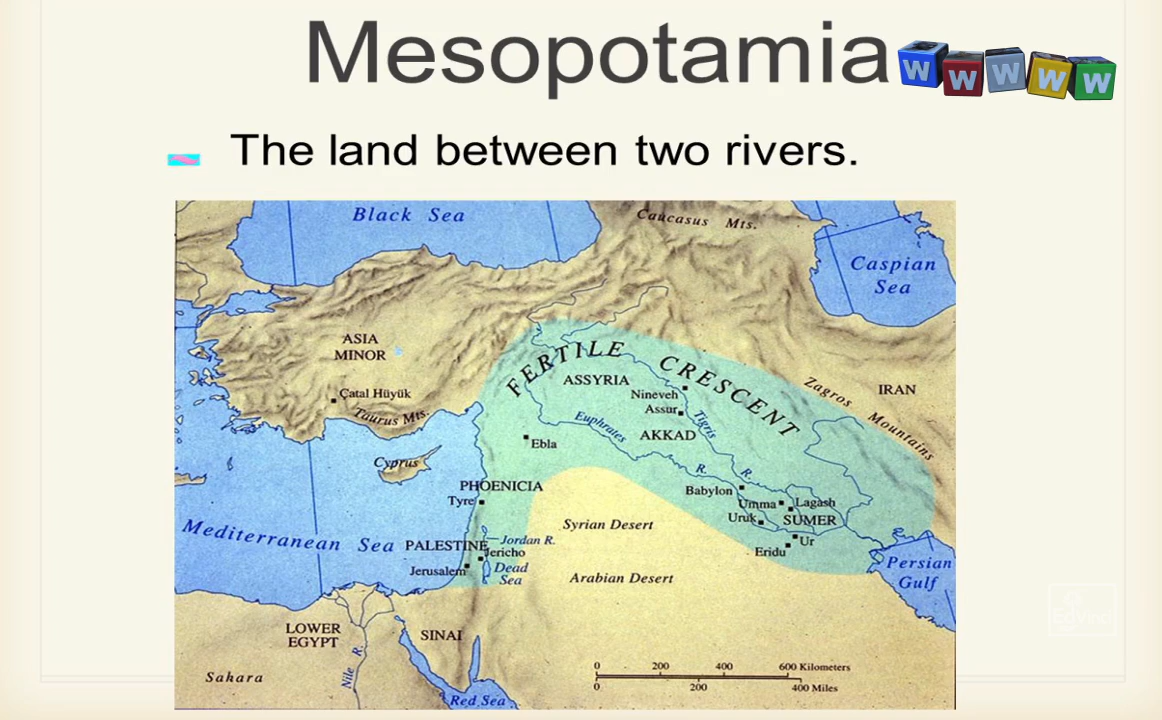 Mesopotamia
W W W W W
The land between two rivers.
Black Sea
Caucasus Mts.
Caspian
Sea
ASIA
MINOR
FERTILE CRESCENT
ASSYRIA
Zagros Mountains
IRAN
Çatal Hüyük
Nineveh
Taurus Mts.
Assur
Tigris R.
Euphrates R.
AKKAD
Ebla
Cyprus
PHOENICIA
Babylon
Tyre
Umma
Lagash
Uruk
SUMER
Syrian Desert
Mediterranean Sea
PALESTINE
Jordan R.
Ur
Jericho
Eridu
Jerusalem
Dead
Sea
Arabian Desert
Persian
Gulf
LOWER
EGYPT
SINAI
Nile R.
Sahara
0 200 400 600 Kilometers
0 200 400 Miles
Red Sea